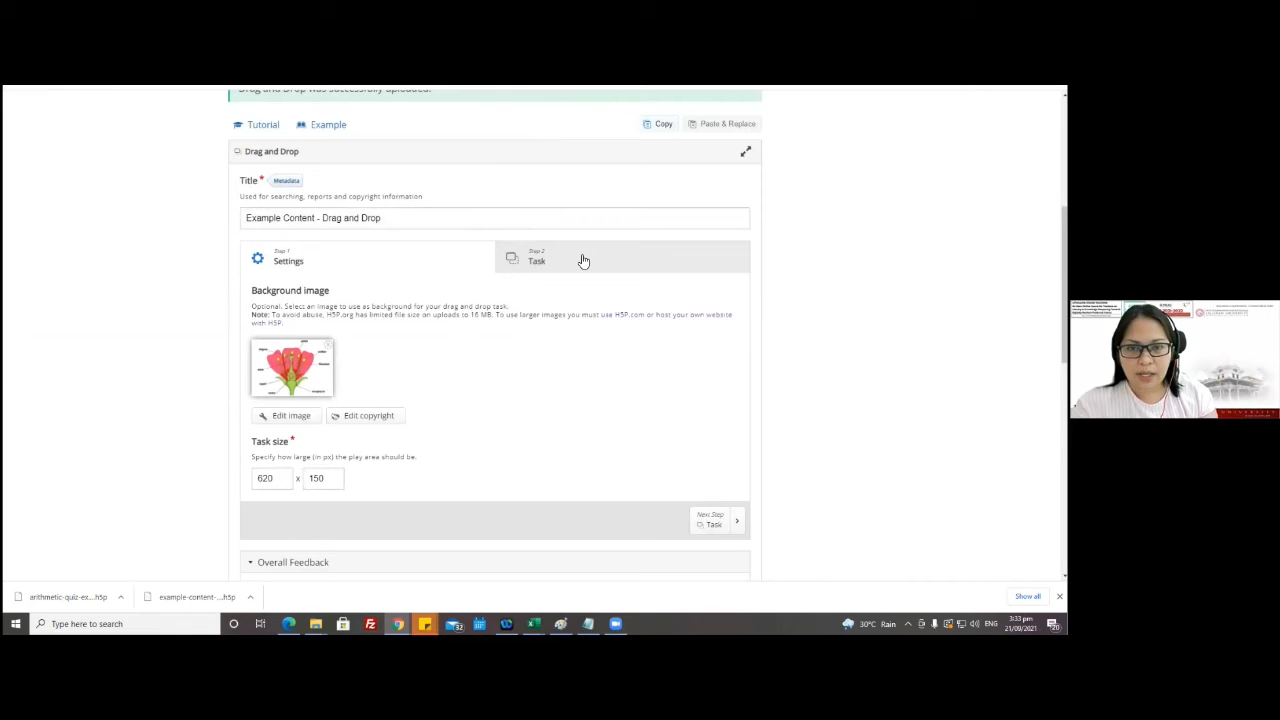 Drag and Drop was successfully uploaded.
Tutorial
Example
Copy
Paste & Replace
Drag and Drop
Title * Metadata
Used for searching, reports and copyright information
Example Content - Drag and Drop
Step 1
Settings
Step 2
Task
Background image
Optional. Select an image to use as background for your drag and drop task.
Note: To avoid abuse, H5P.org has limited file size on uploads to 16 MB. To use larger images you must use H5P.com or host your own website
with H5P.
Edit image
Edit copyright
Task size *
Specify how large (in px) the play area should be.
620 x 150
Next Step
Task
Overall Feedback
arithmetic-quiz-ex....h5p
example-content-...h5p
Show all
Type here to search
32
30°C Rain
ENG
3:33 pm
21/09/2021
20